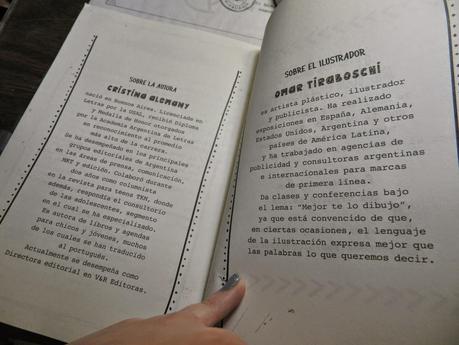 SOBRE LA AUTORA
CRISTINA ALEMANY
nació en Buenos Aires. Licenciada en
Letras por la USAL, recibió Diploma
y Medalla de Honor otorgados
por la Academia Argentina de Letras
en reconocimiento al promedio
más alto de la carrera.
Se ha desempeñado en los principales
grupos editoriales de Argentina
en las áreas de prensa, comunicación,
MKT y edición. Colaboró durante
dos años como columnista
en la revista para teens TKM, donde
además, respondía el consultorio
de las adolescentes, segmento
en el cual se ha especializado.
Es autora de libros y agendas
para chicos y jóvenes, muchos
de los cuales se han traducido
al portugués.
Actualmente se desempeña como
Directora editorial en V&R Editoras.
SOBRE EL ILUSTRADOR
OMAR TIRABOSCHI
es artista plástico, ilustrador
y publicista. Ha realizado
exposiciones en España, Alemania,
Estados Unidos, Argentina y otros
países de América Latina,
y ha trabajado en agencias de
publicidad y consultoras argentinas
e internacionales para marcas
de primera línea.
Da clases y conferencias bajo
el lema: “Mejor te lo dibujo”,
ya que está convencido de que,
en ciertas ocasiones, el lenguaje
de la ilustración expresa mejor que
las palabras lo que queremos decir.